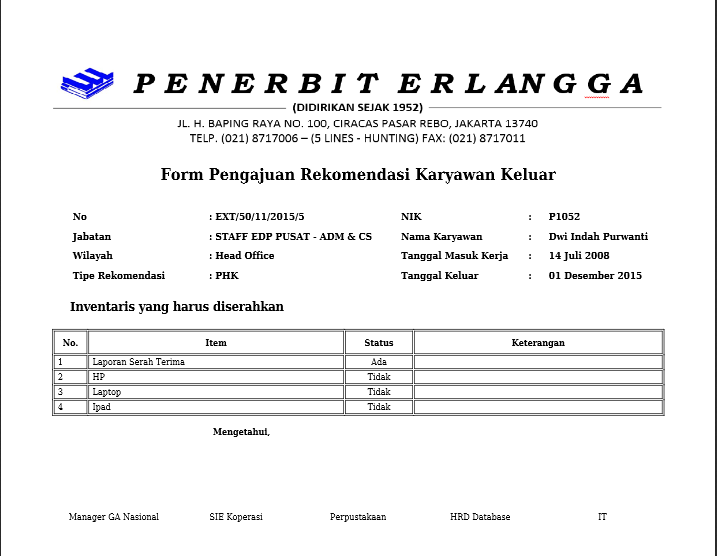 PENERBIT ERLANGGA
(DIDIRIKAN SEJAK 1952)
JL. H. BAPING RAYA NO. 100, CIRACAS PASAR REBO, JAKARTA 13740
TELP. (021) 8717006 – (5 LINES - HUNTING) FAX: (021) 8717011
Form Pengajuan Rekomendasi Karyawan Keluar
No : EXT/50/11/2015/5 NIK : P1052
Jabatan : STAFF EDP PUSAT - ADM & CS Nama Karyawan : Dwi Indah Purwanti
Wilayah : Head Office Tanggal Masuk Kerja : 14 Juli 2008
Tipe Rekomendasi : PHK Tanggal Keluar : 01 Desember 2015
Inventaris yang harus diserahkan
No. Item Status Keterangan
1 Laporan Serah Terima Ada
2 HP Tidak
3 Laptop Tidak
4 Ipad Tidak
Mengetahui,
Manager GA Nasional SIE Koperasi Perpustakaan HRD Database IT